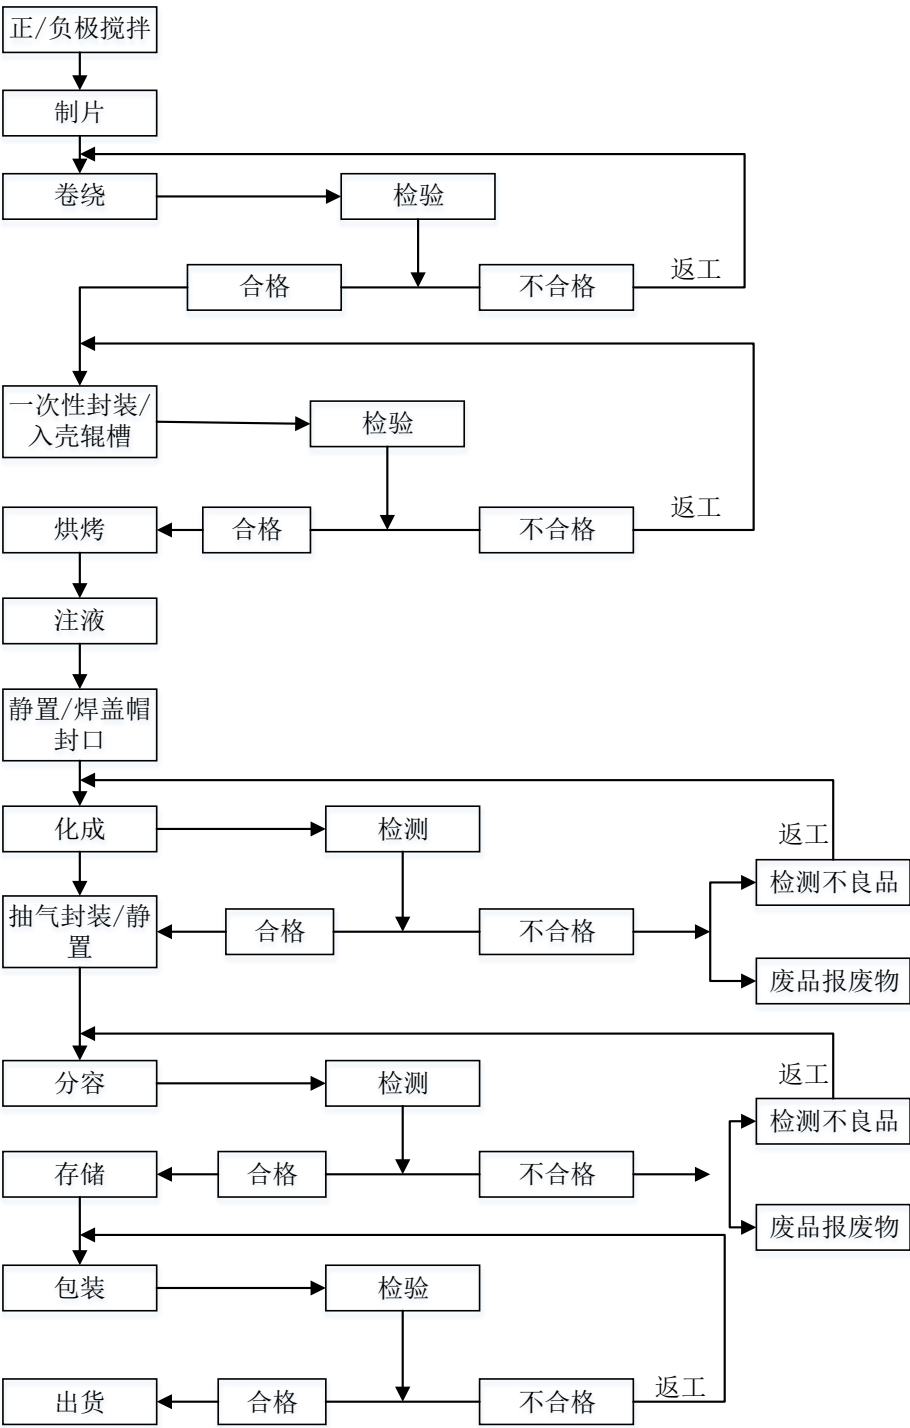 正/负极搅拌
制片
卷绕
检验
合格
不合格
返工
一次性封装/
入壳辊槽
检验
烘烤
合格
不合格
返工
注液
静置/焊盖帽
封口
化成
检测
返工
检测不良品
抽气封装/静
置
合格
不合格
废品报废物
分容
检测
返工
检测不良品
存储
合格
不合格
废品报废物
包装
检验
出货
合格
不合格
返工